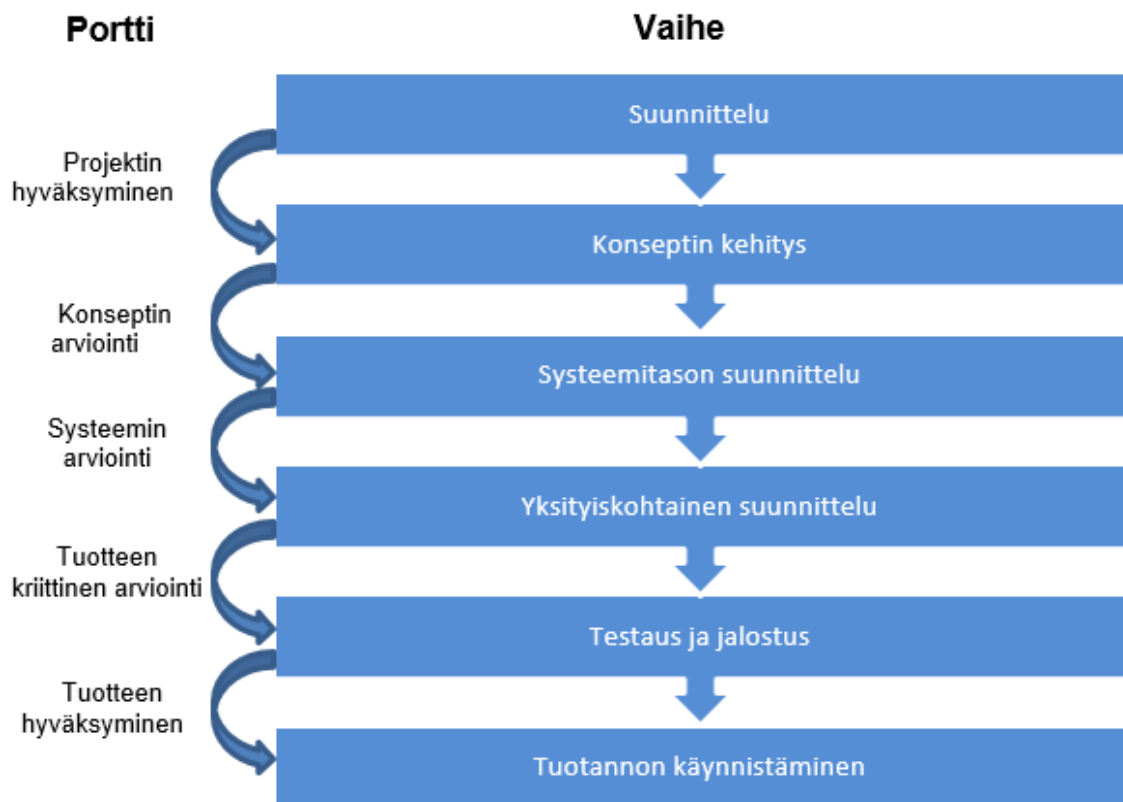 Portti
Vaihe
Suunnittelu
Projektin
hyväksyminen
Konseptin kehitys
Konseptin
arviointi
Systeemitason suunnittelu
Systeemin
arviointi
Yksityiskohtainen suunnittelu
Tuotteen
kriittinen arviointi
Testaus ja jalostus
Tuotteen
hyväksyminen
Tuotannon käynnistäminen